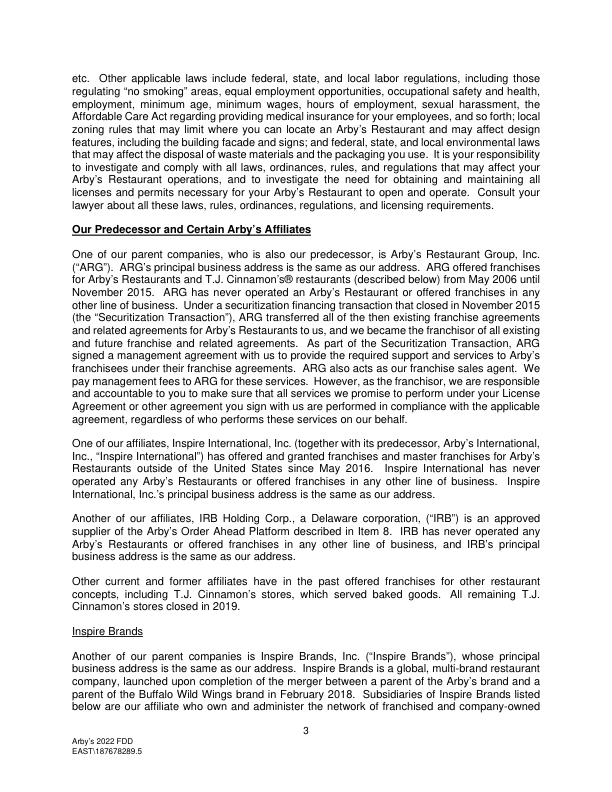 etc. Other applicable laws include federal, state, and local labor regulations, including those
regulating “no smoking” areas, equal employment opportunities, occupational safety and health,
employment, minimum age, minimum wages, hours of employment, sexual harassment, the
Affordable Care Act regarding providing medical insurance for your employees, and so forth; local
zoning rules that may limit where you can locate an Arby’s Restaurant and may affect design
features, including the building facade and signs; and federal, state, and local environmental laws
that may affect the disposal of waste materials and the packaging you use. It is your responsibility
to investigate and comply with all laws, ordinances, rules, and regulations that may affect your
Arby’s Restaurant operations, and to investigate the need for obtaining and maintaining all
licenses and permits necessary for your Arby’s Restaurant to open and operate. Consult your
lawyer about all these laws, rules, ordinances, regulations, and licensing requirements.
Our Predecessor and Certain Arby’s Affiliates
One of our parent companies, who is also our predecessor, is Arby’s Restaurant Group, Inc.
(“ARG”). ARG’s principal business address is the same as our address. ARG offered franchises
for Arby’s Restaurants and T.J. Cinnamon’s® restaurants (described below) from May 2006 until
November 2015. ARG has never operated an Arby’s Restaurant or offered franchises in any
other line of business. Under a securitization financing transaction that closed in November 2015
(the “Securitization Transaction”), ARG transferred all of the then existing franchise agreements
and related agreements for Arby’s Restaurants to us, and we became the franchisor of all existing
and future franchise and related agreements. As part of the Securitization Transaction, ARG
signed a management agreement with us to provide the required support and services to Arby’s
franchisees under their franchise agreements. ARG also acts as our franchise sales agent. We
pay management fees to ARG for these services. However, as the franchisor, we are responsible
and accountable to you to make sure that all services we promise to perform under your License
Agreement or other agreement you sign with us are performed in compliance with the applicable
agreement, regardless of who performs these services on our behalf.
One of our affiliates, Inspire International, Inc. (together with its predecessor, Arby’s International,
Inc., “Inspire International”) has offered and granted franchises and master franchises for Arby’s
Restaurants outside of the United States since May 2016. Inspire International has never
operated any Arby’s Restaurants or offered franchises in any other line of business. Inspire
International, Inc.’s principal business address is the same as our address.
Another of our affiliates, IRB Holding Corp., a Delaware corporation, (“IRB”) is an approved
supplier of the Arby’s Order Ahead Platform described in Item 8. IRB has never operated any
Arby’s Restaurants or offered franchises in any other line of business, and IRB’s principal
business address is the same as our address.
Other current and former affiliates have in the past offered franchises for other restaurant
concepts, including T.J. Cinnamon’s stores, which served baked goods. All remaining T.J.
Cinnamon’s stores closed in 2019.
Inspire Brands
Another of our parent companies is Inspire Brands, Inc. (“Inspire Brands”), whose principal
business address is the same as our address. Inspire Brands is a global, multi-brand restaurant
company, launched upon completion of the merger between a parent of the Arby’s brand and a
parent of the Buffalo Wild Wings brand in February 2018. Subsidiaries of Inspire Brands listed
below are our affiliate who own and administer the network of franchised and company-owned
3
Arby’s 2022 FDD
EAST\187678289.5